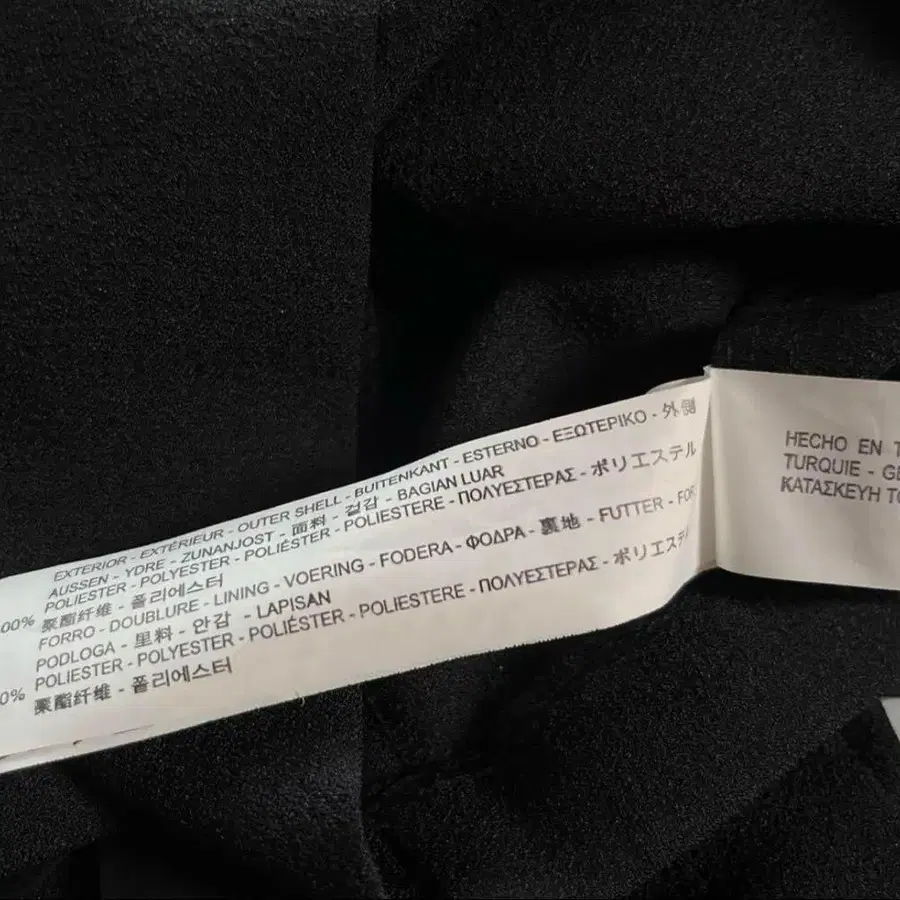 EXTERIOR - EXTÉRIEUR - OUTER SHELL - BUITENKANT - ESTERNO - ΕΞΩΤΕΡΙΚΟ - 外側
AUSSEN - YDRE - ZUNANJOST - 面料 - 겉감 - BAGIAN LUAR
POLIESTER - POLYESTER - POLIÉSTER - POLIESTERE - ΠΟΛΥΕΣΤΕΡΑΣ - ポリエステル
00% 聚酯纤维 - 폴리에스터
FORRO - DOUBLURE - LINING - VOERING - FODERA - ΦΟΔΡΑ - 裏地 - FUTTER - FOR
PODLOGA - 里料 - 안감 - LAPISAN
POLIESTER - POLYESTER - POLIÉSTER - POLIESTERE - ΠΟΛΥΕΣΤΕΡΑΣ - ポリエステ
0% 聚酯纤维 - 폴리에스터
HECHO EN T
TURQUIE - GE
ΚΑΤΑΣΚΕΥΗ ΤΟ